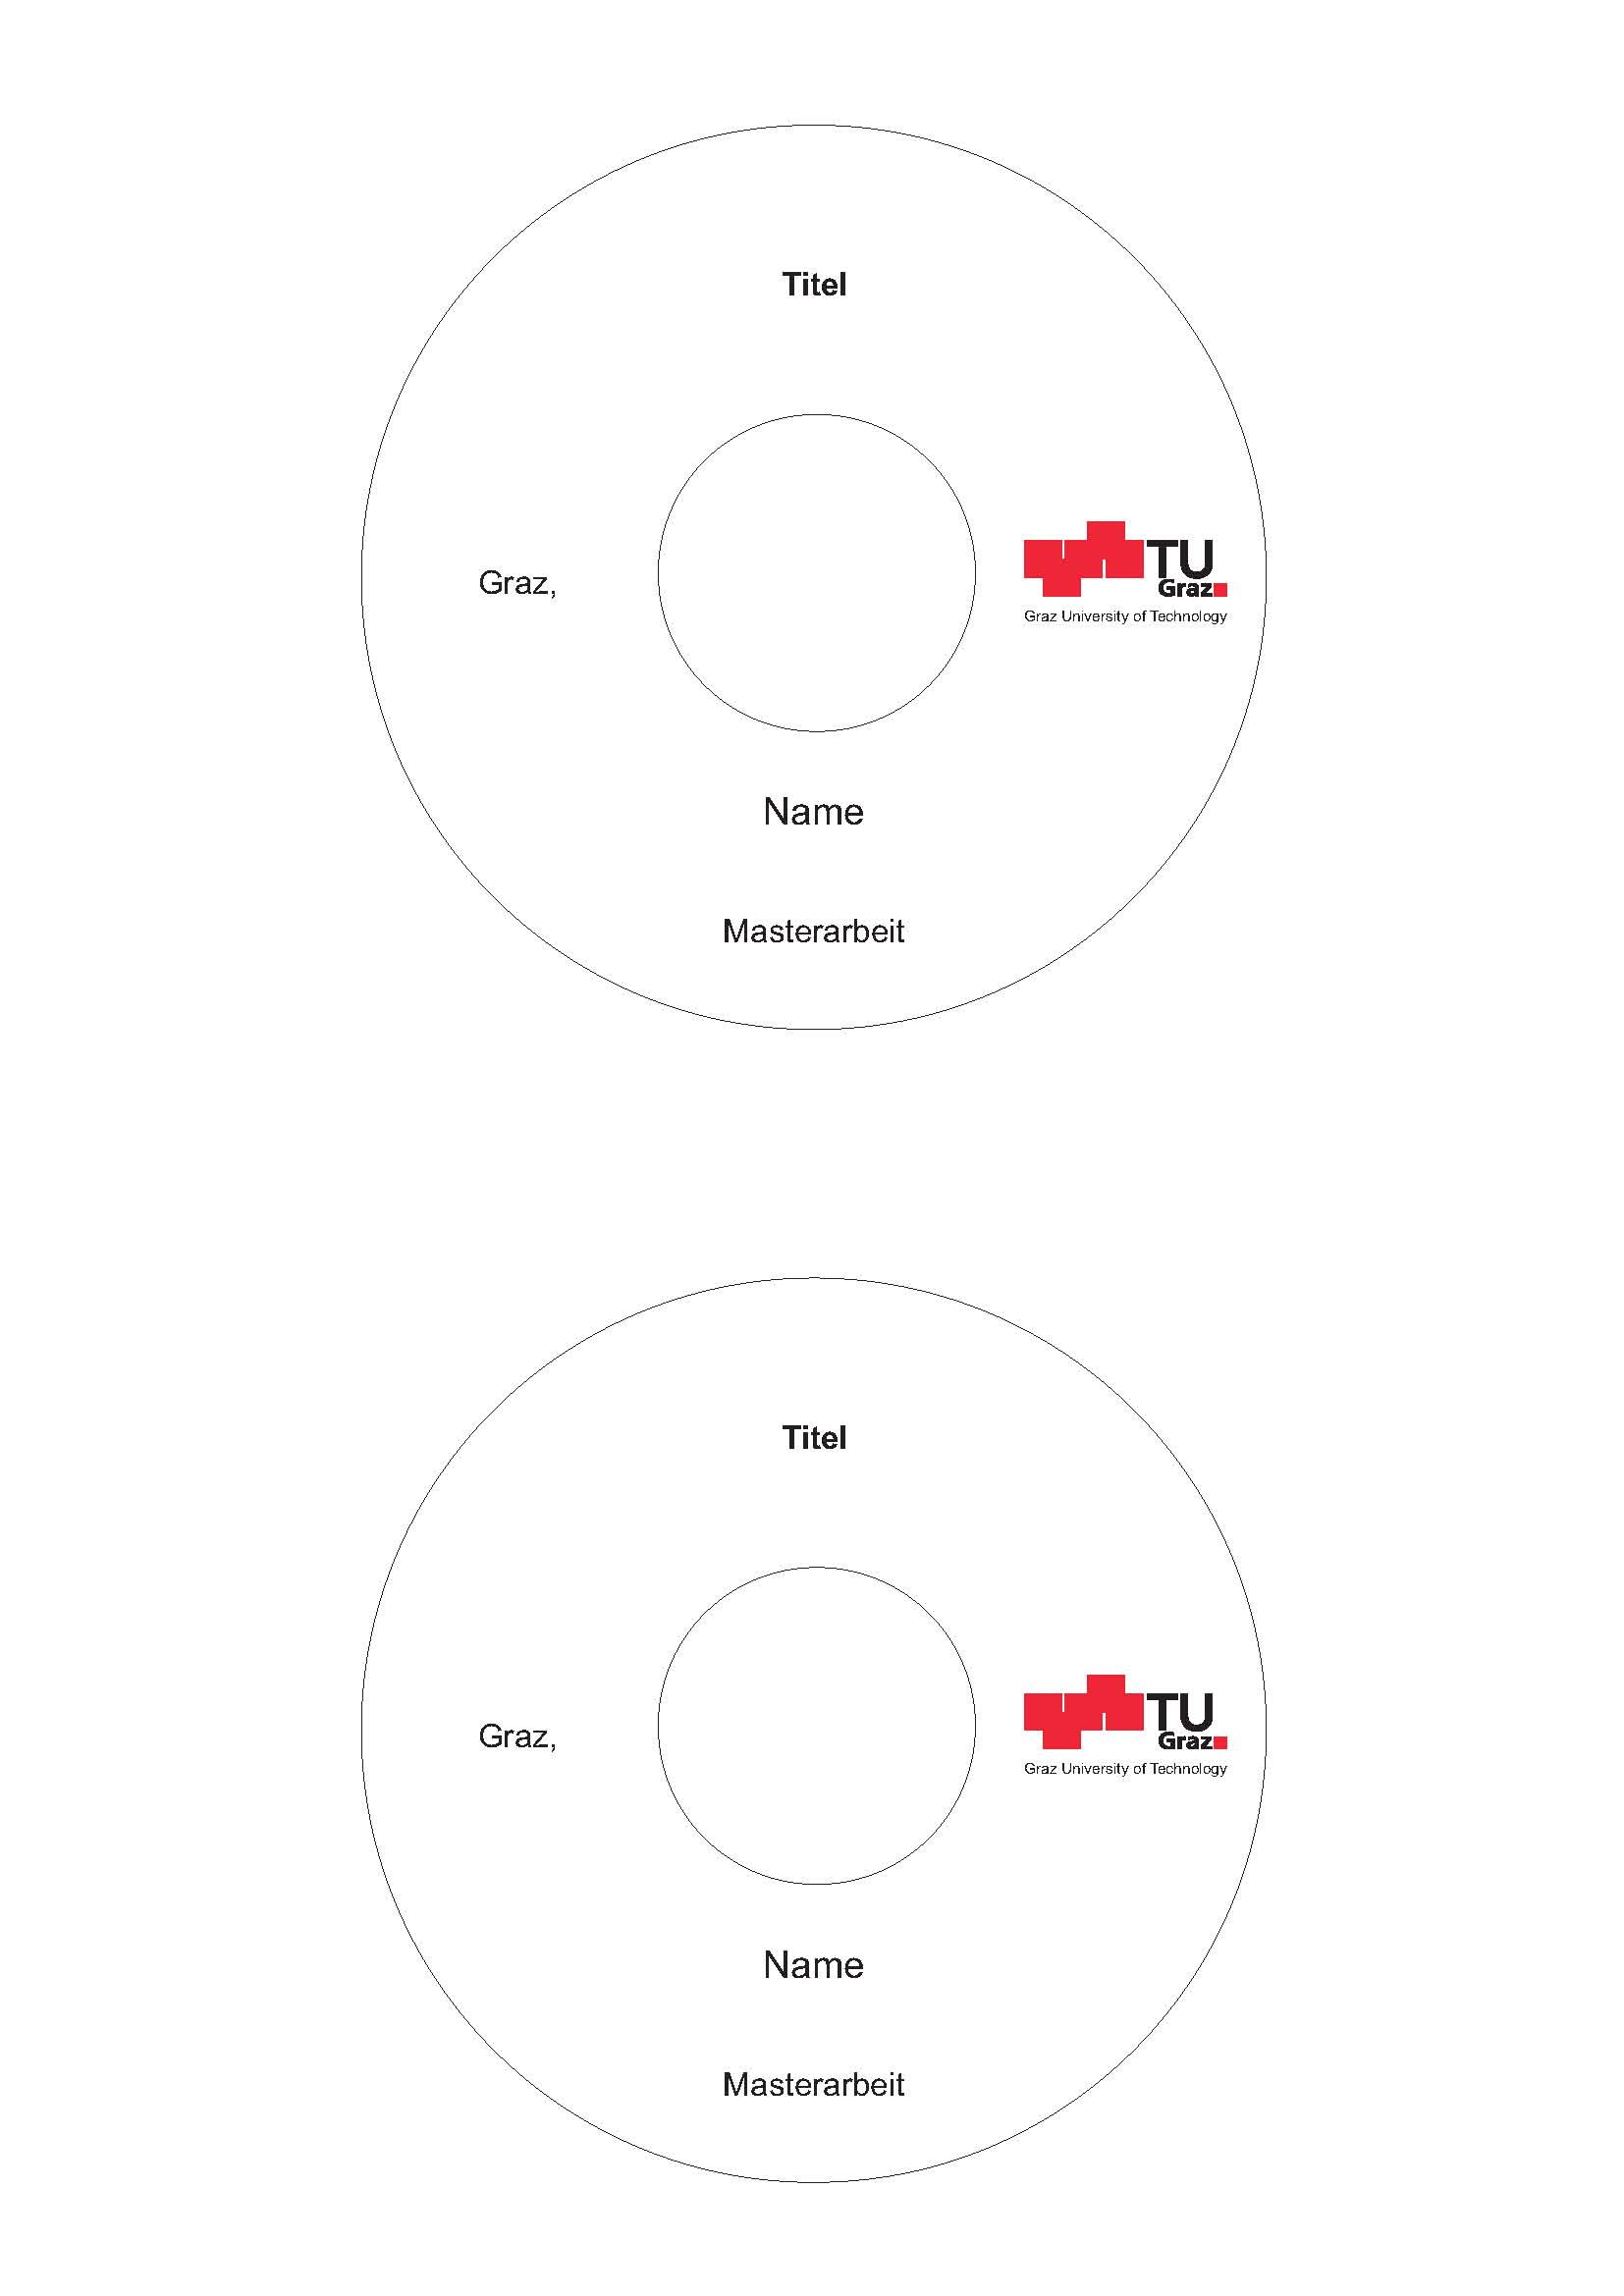 Titel
Graz,
TU
Graz
Graz University of Technology
Name
Masterarbeit
Titel
Graz,
TU
Graz
Graz University of Technology
Name
Masterarbeit